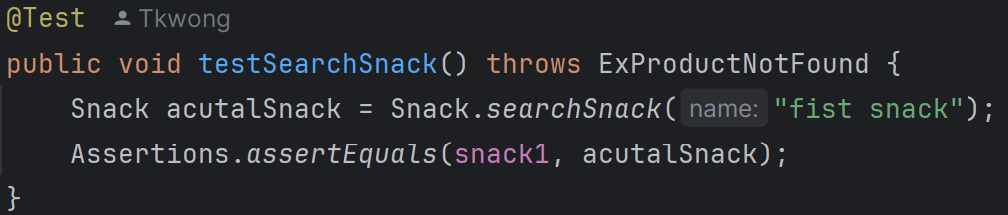 @Test Tkwong
public void testSearchSnack() throws ExProductNotFound {
    Snack acutalSnack = Snack.searchSnack( name: "fist snack");
    Assertions.assertEquals(snack1, acutalSnack);
}